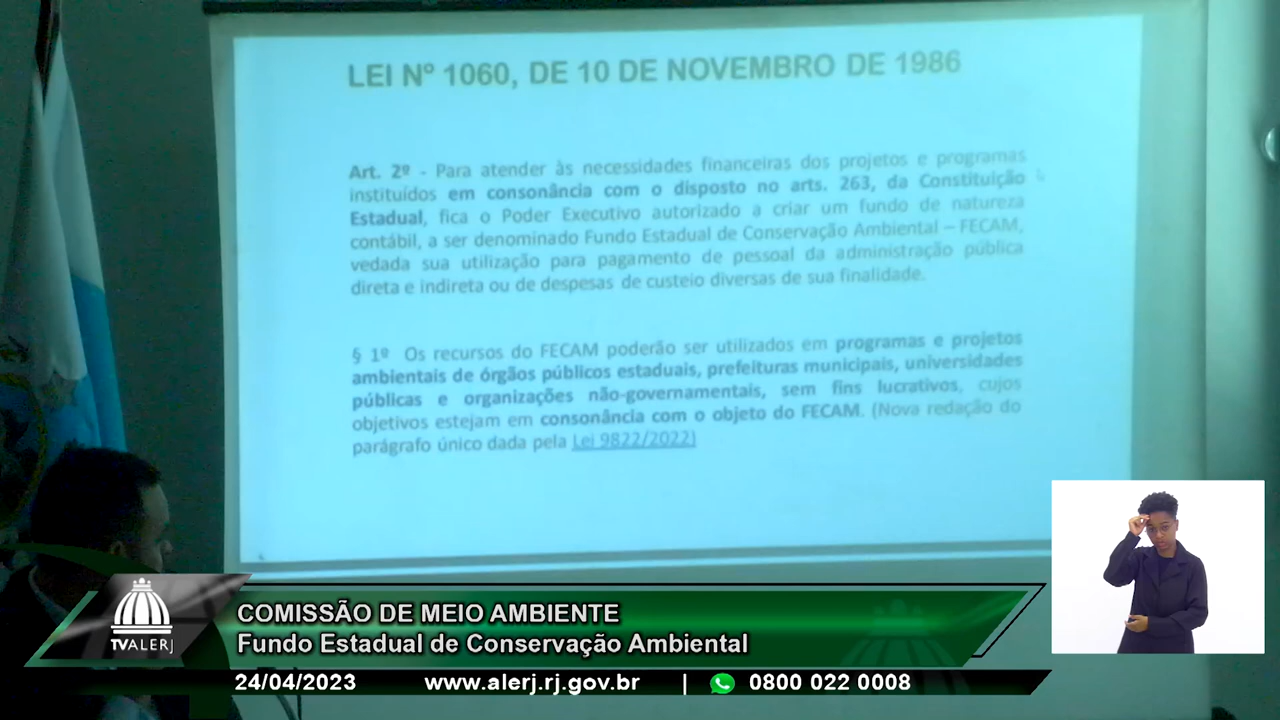 LEI Nº 1060, DE 10 DE NOVEMBRO DE 1986
Art. 2º - Para atender às necessidades financeiras dos projetos e programas
instituídos em consonância com o disposto no arts. 263, da Constituição
Estadual, fica o Poder Executivo autorizado a criar um fundo de natureza
contábil, a ser denominado Fundo Estadual de Conservação Ambiental – FECAM,
vedada sua utilização para pagamento de pessoal da administração pública
direta e indireta ou de despesas de custeio diversas de sua finalidade.
§ 1º Os recursos do FECAM poderão ser utilizados em programas e projetos
ambientais de órgãos públicos estaduais, prefeituras municipais, universidades
públicas e organizações não-governamentais, sem fins lucrativos, cujos
objetivos estejam em consonância com o objeto do FECAM. (Nova redação do
parágrafo único dada pela Lei 9822/2022)
COMISSÃO DE MEIO AMBIENTE
Fundo Estadual de Conservação Ambiental
TVALERJ
24/04/2023 www.alerj.rj.gov.br | 0800 022 0008